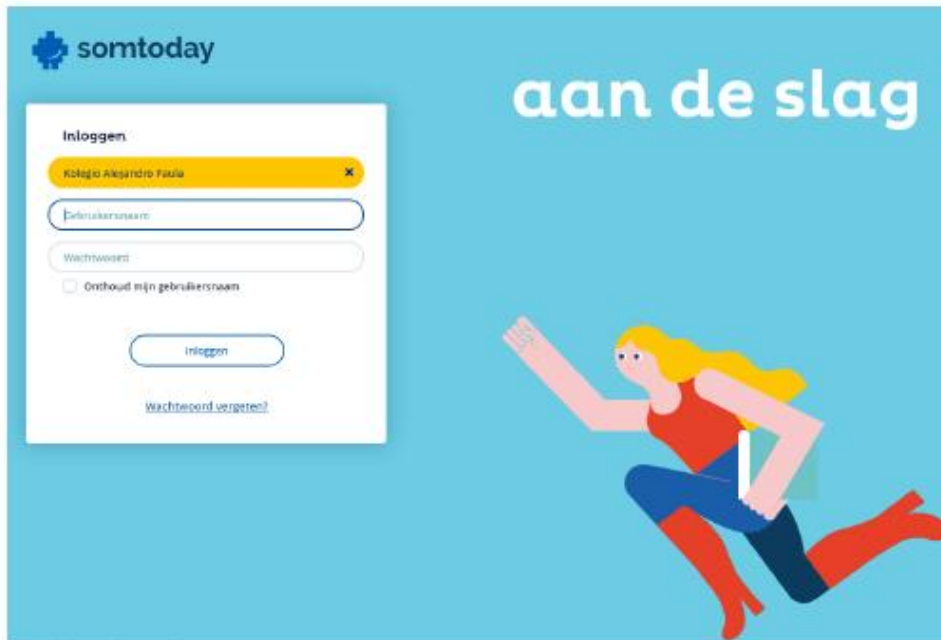 somtoday
aan de slag
Inloggen
Kolegio Alejandro Paula
Gebruikersnaam
Wachtwoord
Onthoud mijn gebruikersnaam
Inloggen
Wachtwoord vergeten?